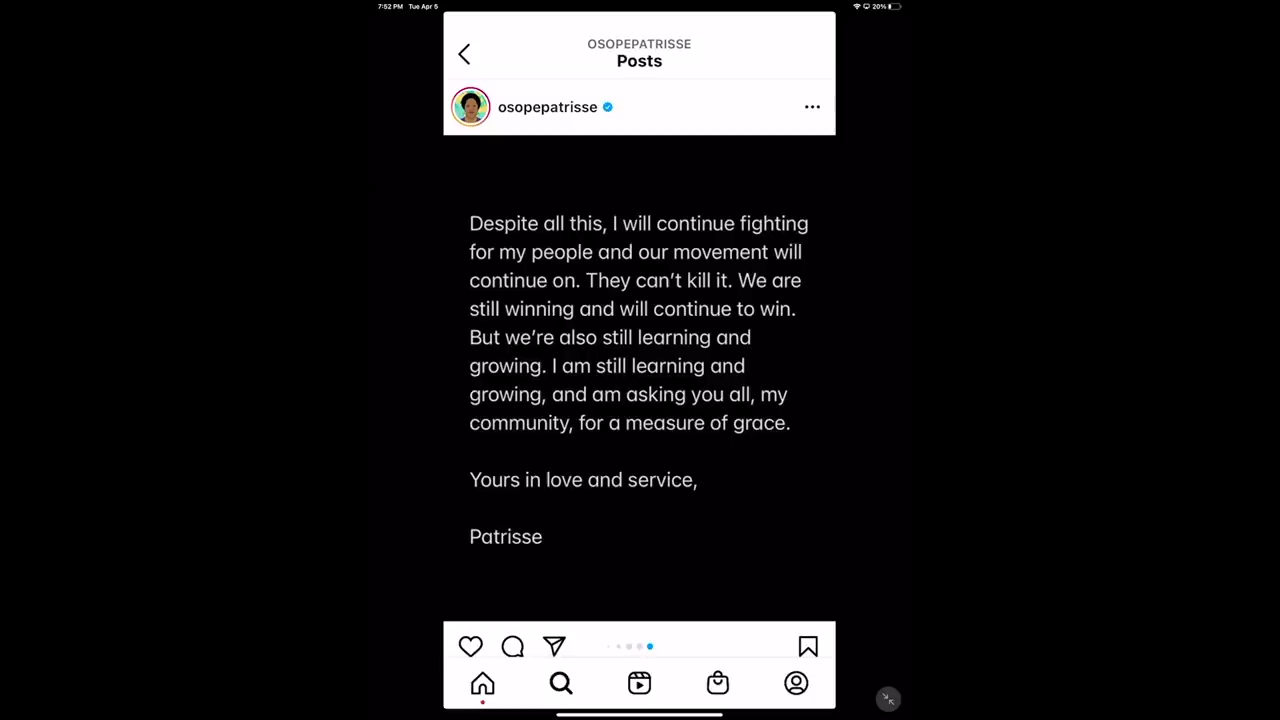 7:52 PM Tue Apr 5 20%
OSOPEPATRISSE
Posts
osopepatrisse
Despite all this, I will continue fighting
for my people and our movement will
continue on. They can’t kill it. We are
still winning and will continue to win.
But we’re also still learning and
growing. I am still learning and
growing, and am asking you all, my
community, for a measure of grace.
Yours in love and service,
Patrisse